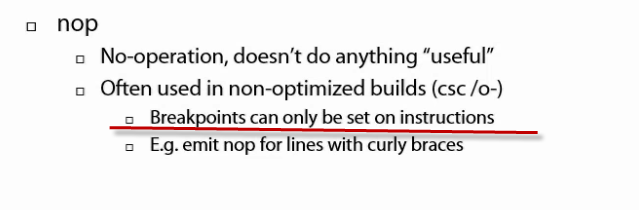 nop
No-operation, doesn’t do anything “useful”
Often used in non-optimized builds (csc /o-)
Breakpoints can only be set on instructions
E.g. emit nop for lines with curly braces